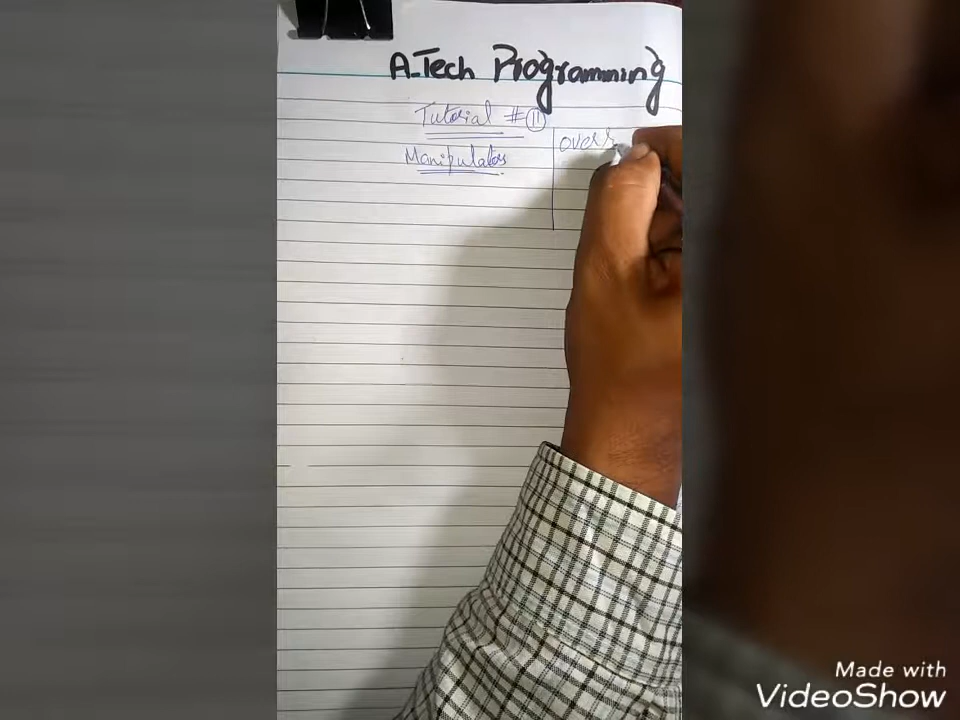 A-Tech Programming
Tutorial # 11
Manipulators
Made with
VideoShow